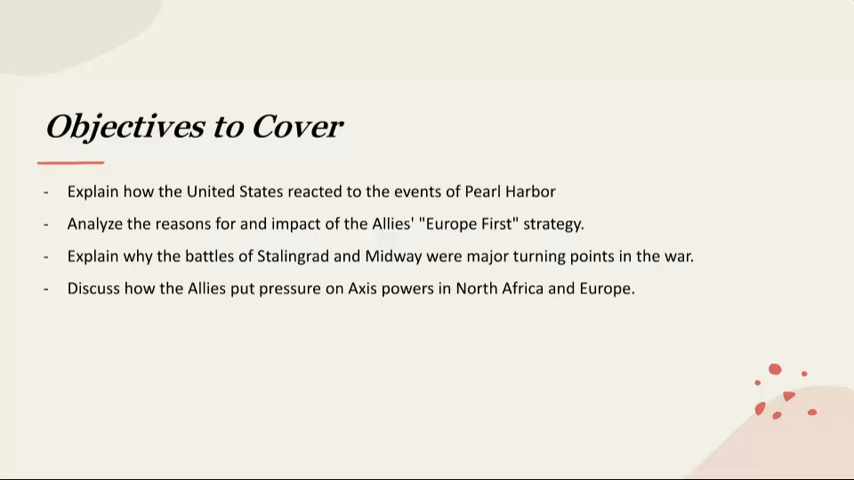 Objectives to Cover
- Explain how the United States reacted to the events of Pearl Harbor
- Analyze the reasons for and impact of the Allies' "Europe First" strategy.
- Explain why the battles of Stalingrad and Midway were major turning points in the war.
- Discuss how the Allies put pressure on Axis powers in North Africa and Europe.